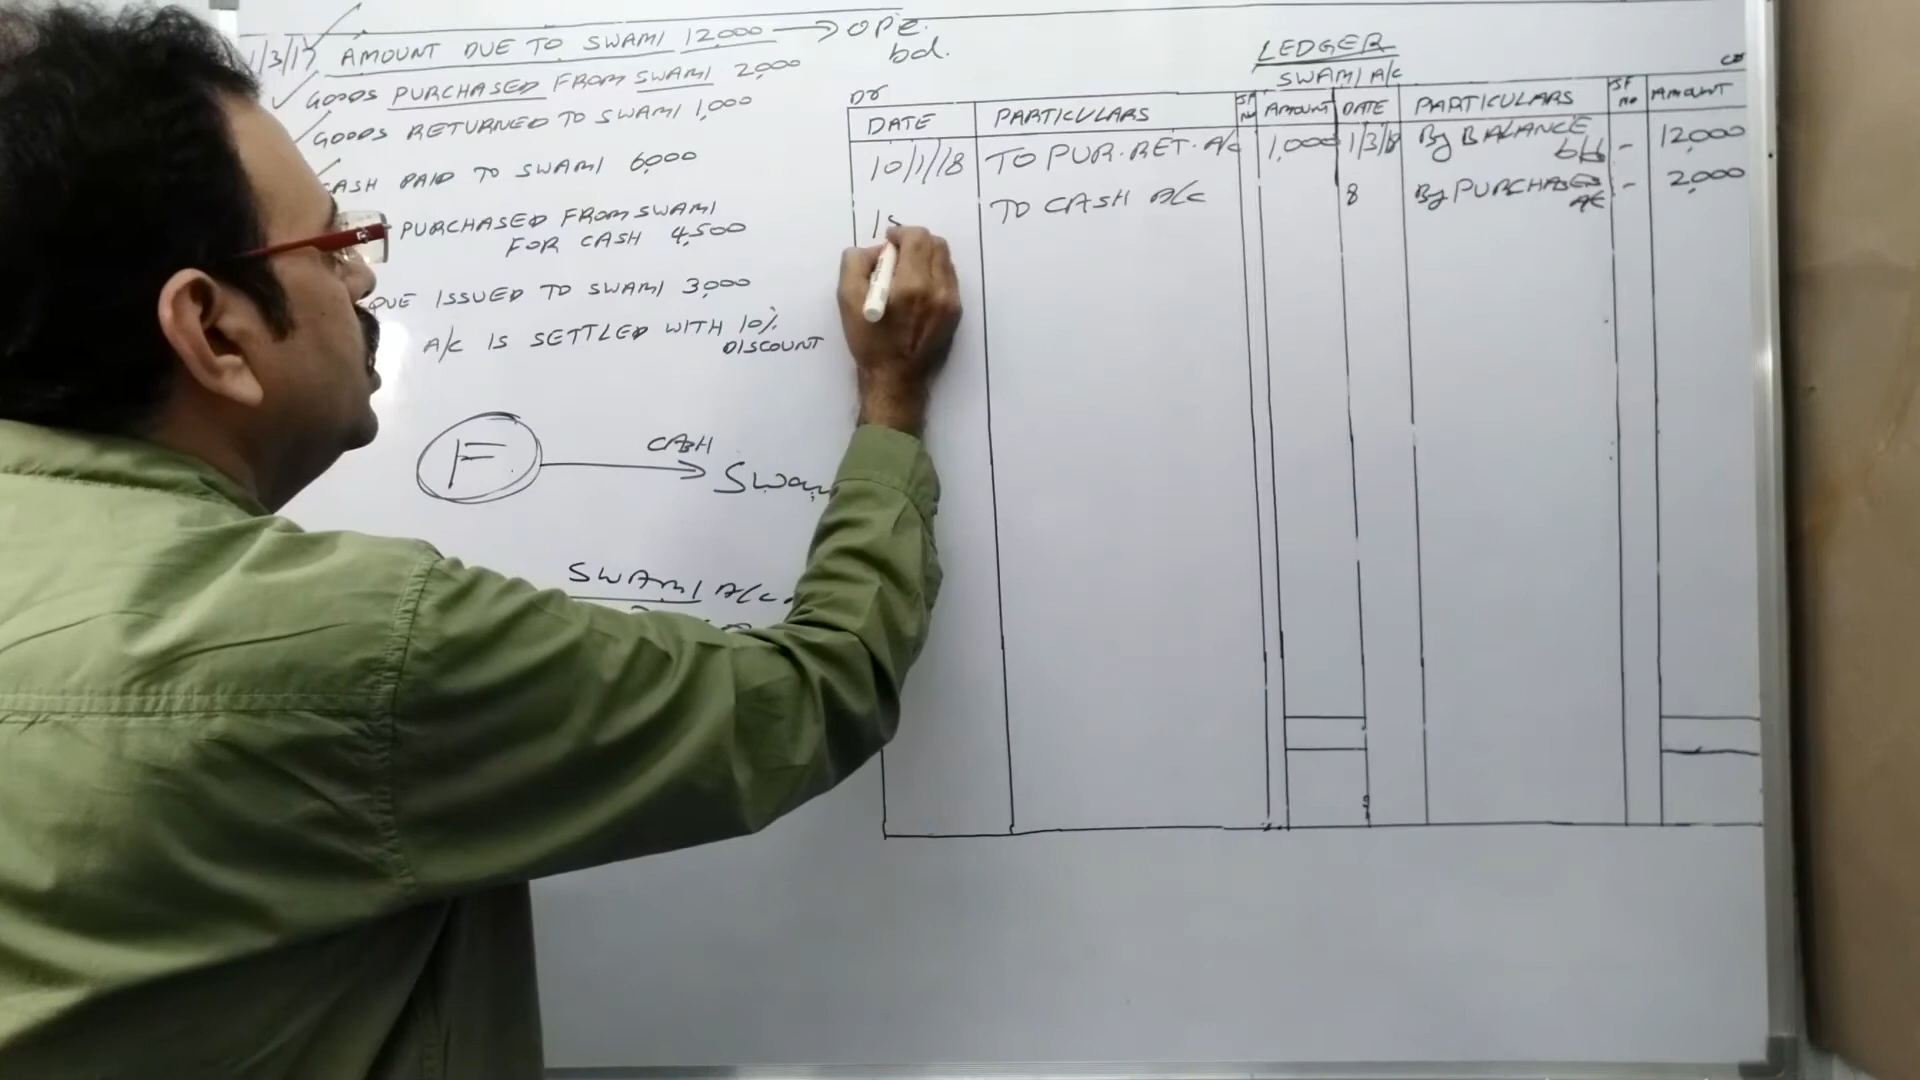 1/3/17 AMOUNT DUE TO SWAMI 12,000 → OPE.
bd.
GOODS PURCHASED FROM SWAMI 2,000
GOODS RETURNED TO SWAMI 1,000
CASH PAID TO SWAMI 6,000
PURCHASED FROM SWAMI
FOR CASH 4,500
QUE ISSUED TO SWAMI 3,000
A/C IS SETTLED WITH 10%
DISCOUNT
F
CASH
SWAMI A/C
LEDGER
SWAMI A/C
Dr
DATE PARTICULARS AMOUNT DATE PARTICULARS AMOUNT
10/1/18 TO PUR. RET. A/C 1,000 1/3/18 By BALANCE - 12,000
TO CASH A/C 8 By PURCHASES - 2,000
A/C
15